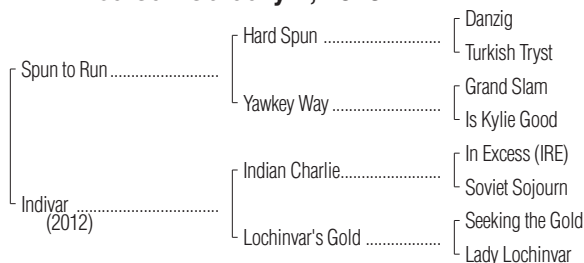 Hard Spun
Danzig
Turkish Tryst
Spun to Run
Yawkey Way
Grand Slam
Is Kylie Good
Indian Charlie
In Excess (IRE)
Soviet Sojourn
Indivar
(2012)
Lochinvar's Gold
Seeking the Gold
Lady Lochinvar